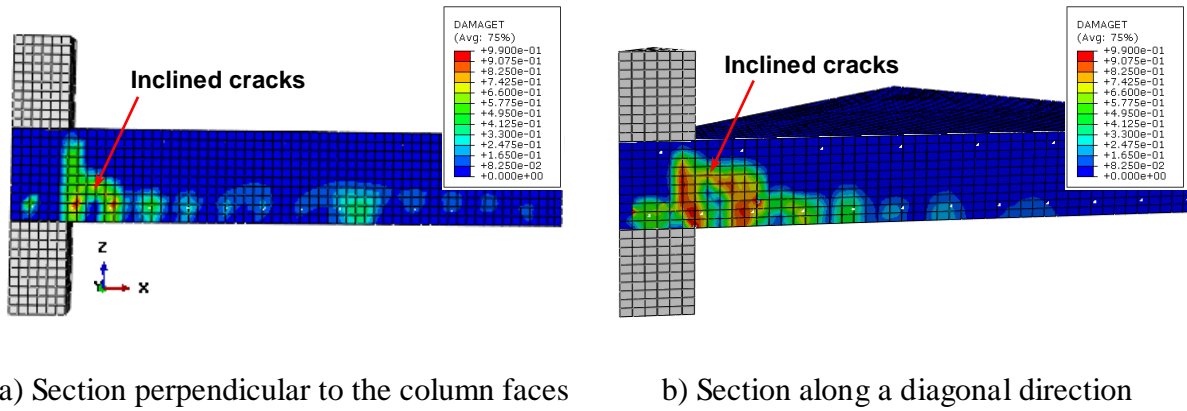 DAMAGET
(Avg: 75%)
+9.900e-01
+9.075e-01
+8.250e-01
+7.425e-01
+6.600e-01
+5.775e-01
+4.950e-01
+4.125e-01
+3.300e-01
+2.475e-01
+1.650e-01
+8.250e-02
+0.000e+00
Inclined cracks
Z
Y
X
DAMAGET
(Avg: 75%)
+9.900e-01
+9.075e-01
+8.250e-01
+7.425e-01
+6.600e-01
+5.775e-01
+4.950e-01
+4.125e-01
+3.300e-01
+2.475e-01
+1.650e-01
+8.250e-02
+0.000e+00
Inclined cracks
a) Section perpendicular to the column faces
b) Section along a diagonal direction